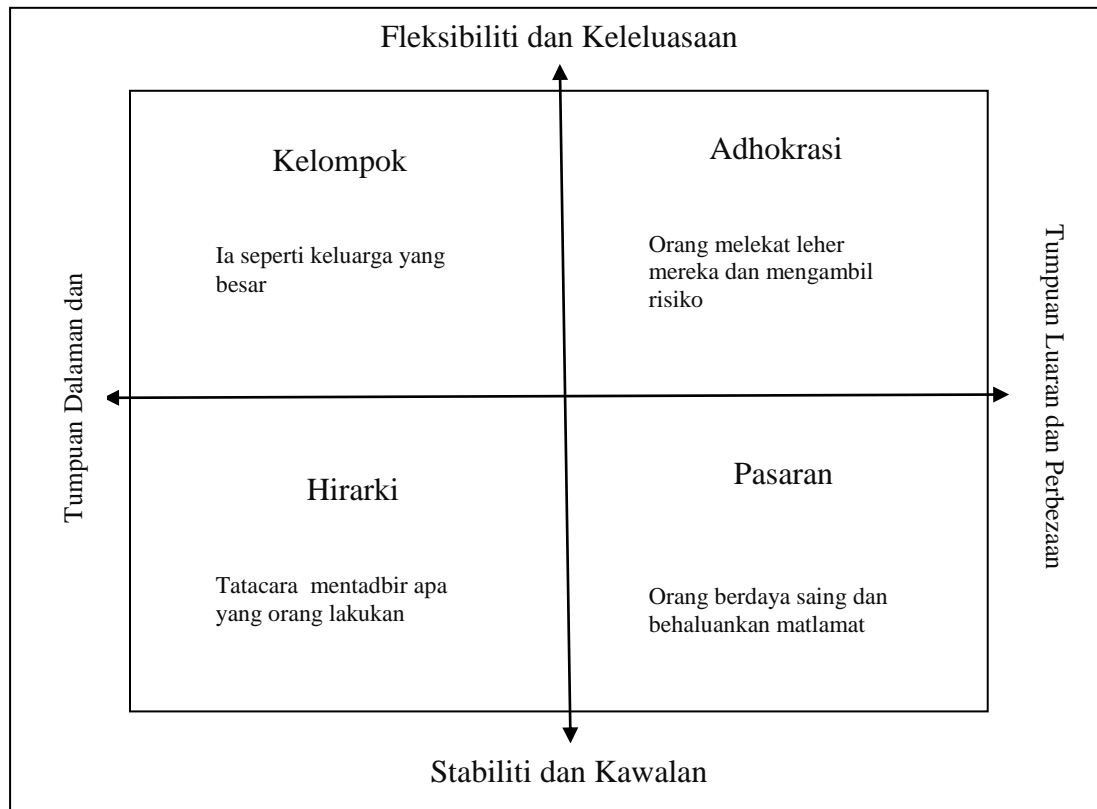 Fleksibiliti dan Keleluasaan
Kelompok
Adhokrasi
Ia seperti keluarga yang
besar
Orang melekat leher
mereka dan mengambil
risiko
Tumpuan Dalaman dan
Tumpuan Luaran dan Perbezaan
Hirarki
Pasaran
Tatacara mentadbir apa
yang orang lakukan
Orang berdaya saing dan
behaluankan matlamat
Stabiliti dan Kawalan